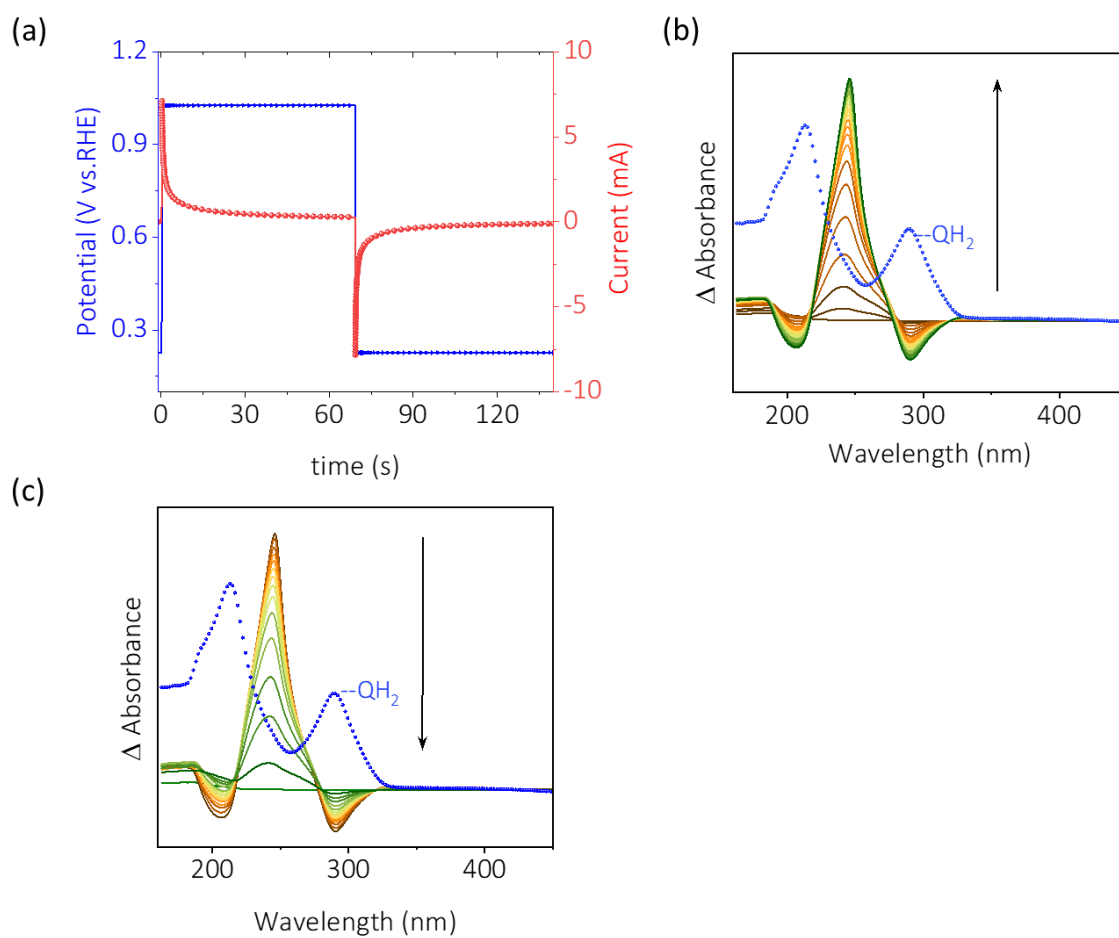 (a)
1.2
0.9
0.6
0.3
Potential (V vs.RHE)
10
5
0
-5
-10
Current (mA)
0 30 60 90 120
time (s)
(b)
Δ Absorbance
--QH₂
200 300 400
Wavelength (nm)
(c)
Δ Absorbance
--QH₂
200 300 400
Wavelength (nm)